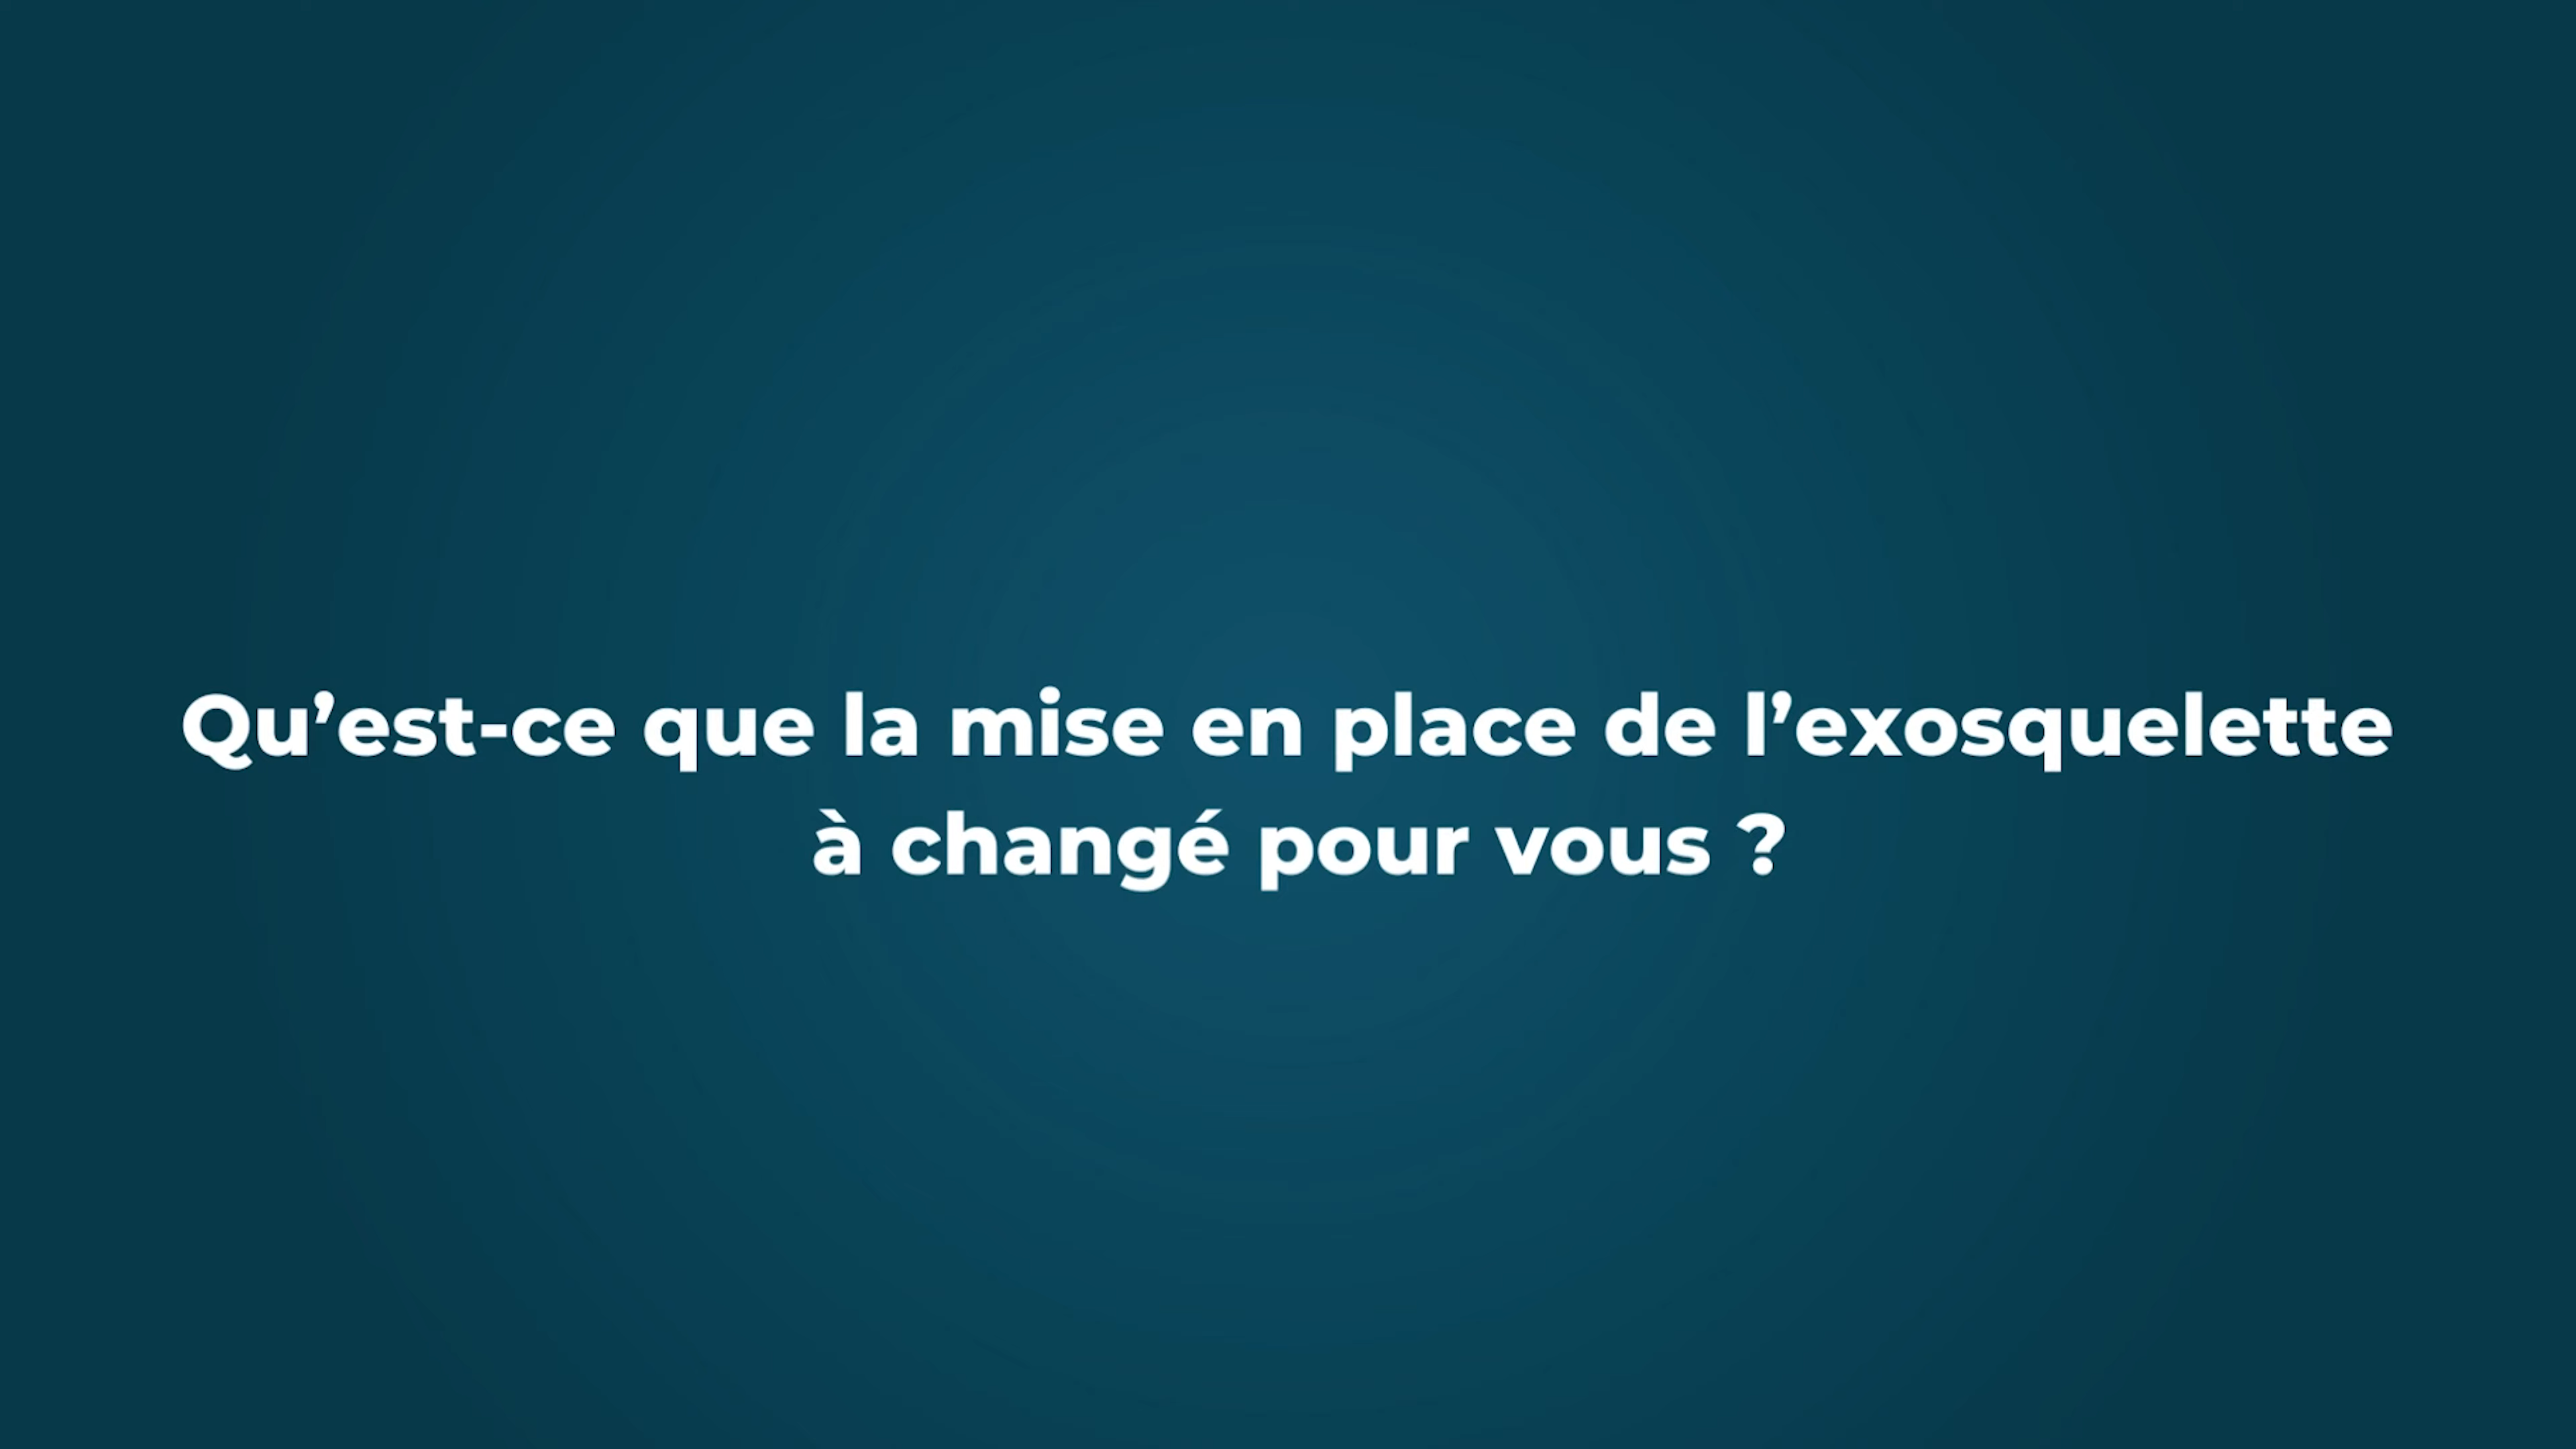 Qu’est-ce que la mise en place de l’exosquelette
à changé pour vous ?